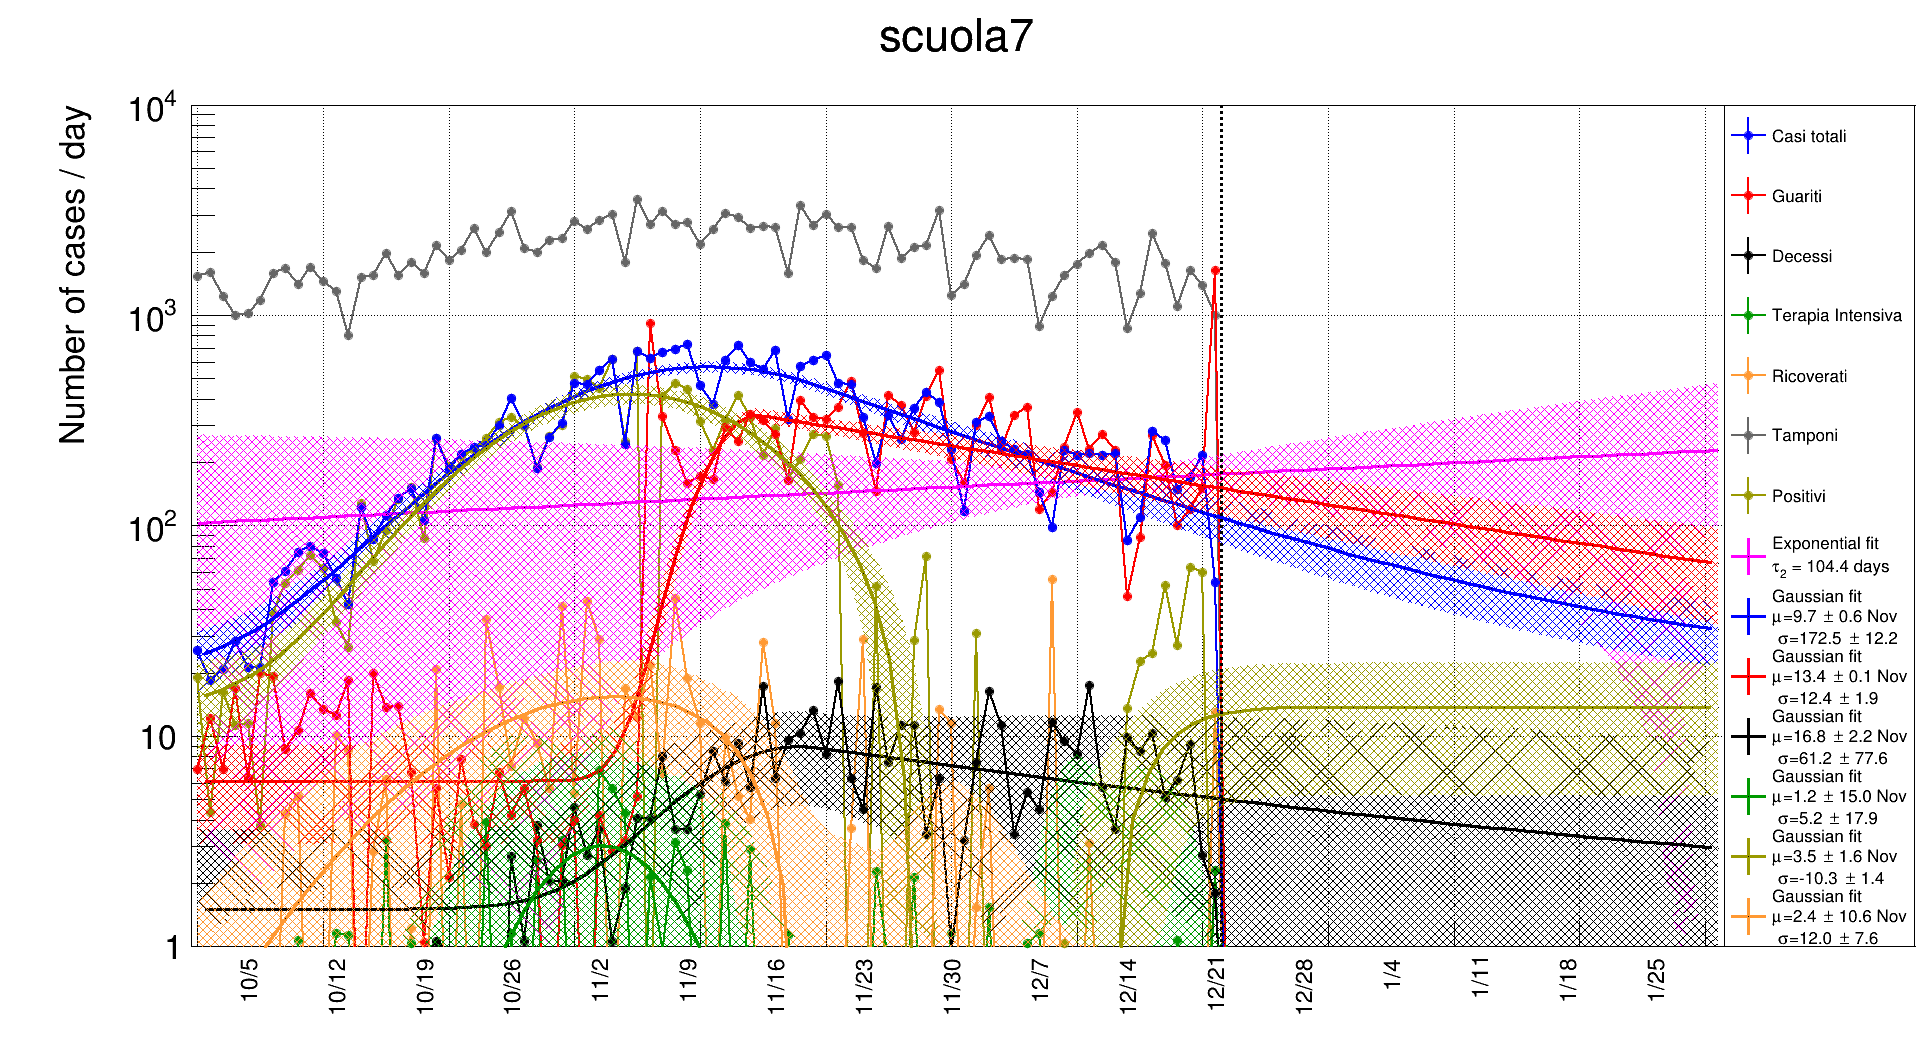 scuola7
Number of cases / day
10⁴
10³
10²
10
1
10/5
10/12
10/19
10/26
11/2
11/9
11/16
11/23
11/30
12/7
12/14
12/21
12/28
1/4
1/11
1/18
1/25
Casi totali
Guariti
Decessi
Terapia Intensiva
Ricoverati
Tamponi
Positivi
Exponential fit
τ₂ = 104.4 days
Gaussian fit
μ=9.7 ± 0.6 Nov
σ=172.5 ± 12.2
Gaussian fit
μ=13.4 ± 0.1 Nov
σ=12.4 ± 1.9
Gaussian fit
μ=16.8 ± 2.2 Nov
σ=61.2 ± 77.6
Gaussian fit
μ=1.2 ± 15.0 Nov
σ=5.2 ± 17.9
Gaussian fit
μ=3.5 ± 1.6 Nov
σ=-10.3 ± 1.4
Gaussian fit
μ=2.4 ± 10.6 Nov
σ=12.0 ± 7.6